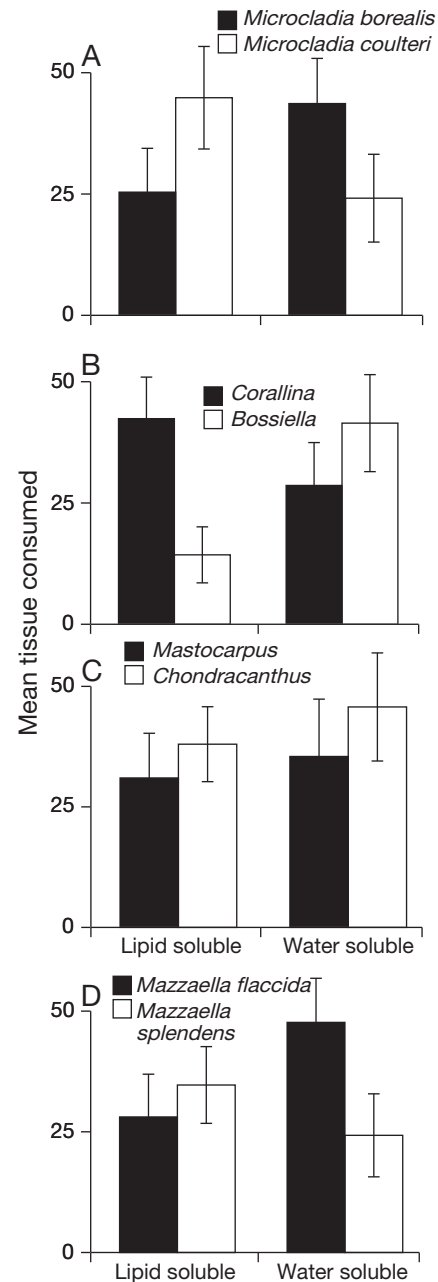 Microcladia borealis
Microcladia coulteri
A
50
25
0
B
50
Corallina
Bossiella
25
0
Mean tissue consumed
Mastocarpus
Chondracanthus
C
50
25
0
Lipid soluble Water soluble
D
Mazzaella flaccida
Mazzaella
splendens
50
25
0
Lipid soluble Water soluble